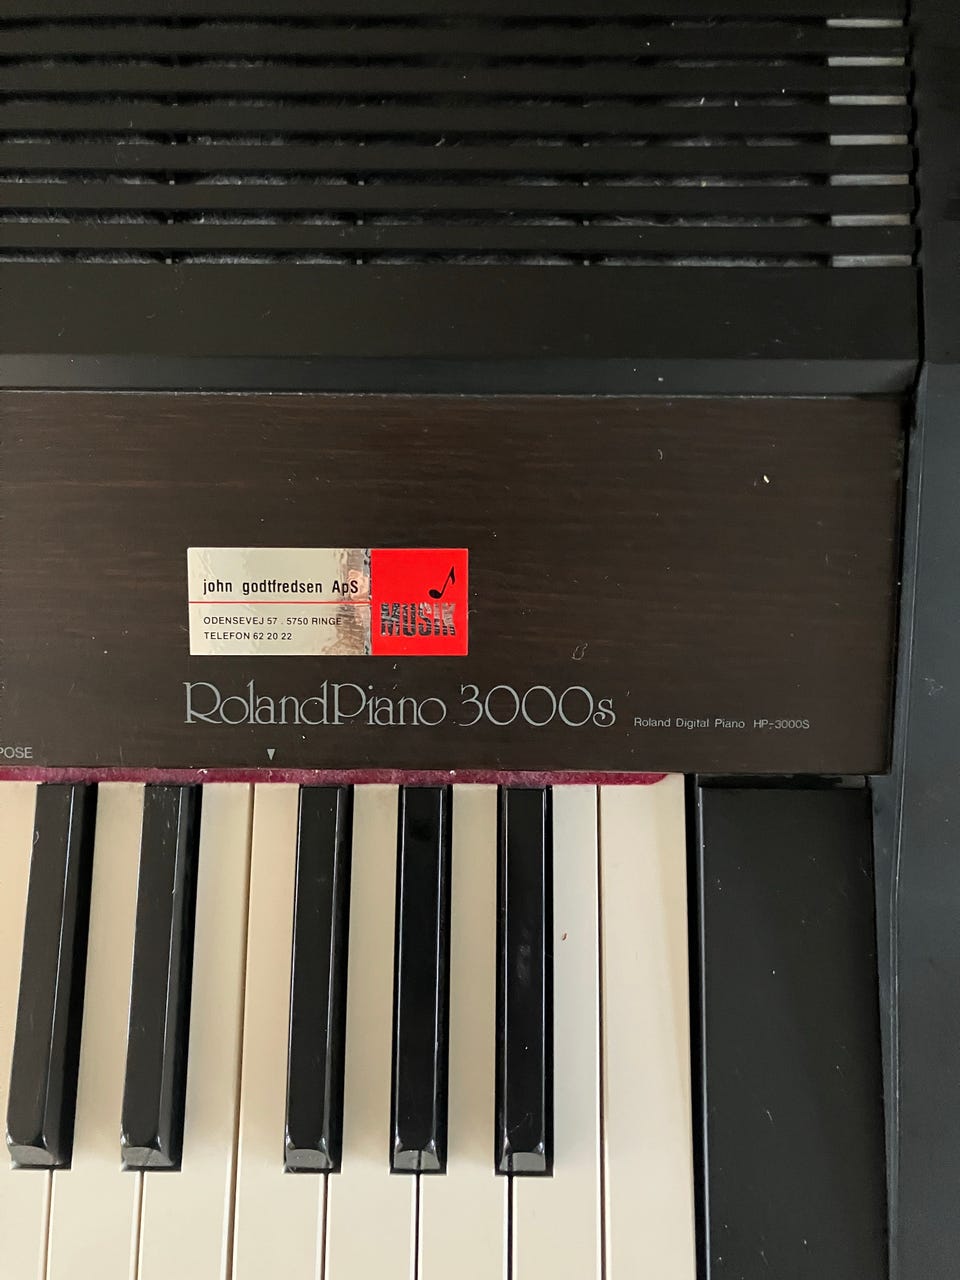 john godtfredsen ApS
ODENSEVEJ 57 . 5750 RINGE
TELEFON 62 20 22
MUSIK
RolandPiano 3000s
Roland Digital Piano HP-3000S
POSE